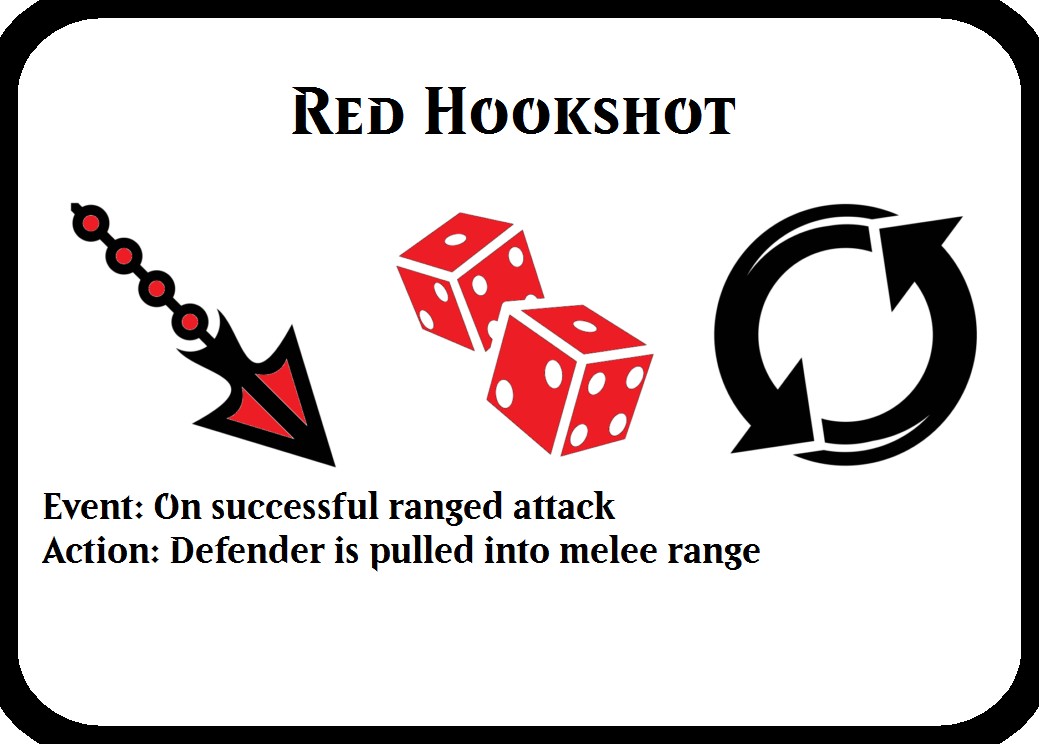 Red Hookshot
Event: On successful ranged attack
Action: Defender is pulled into melee range